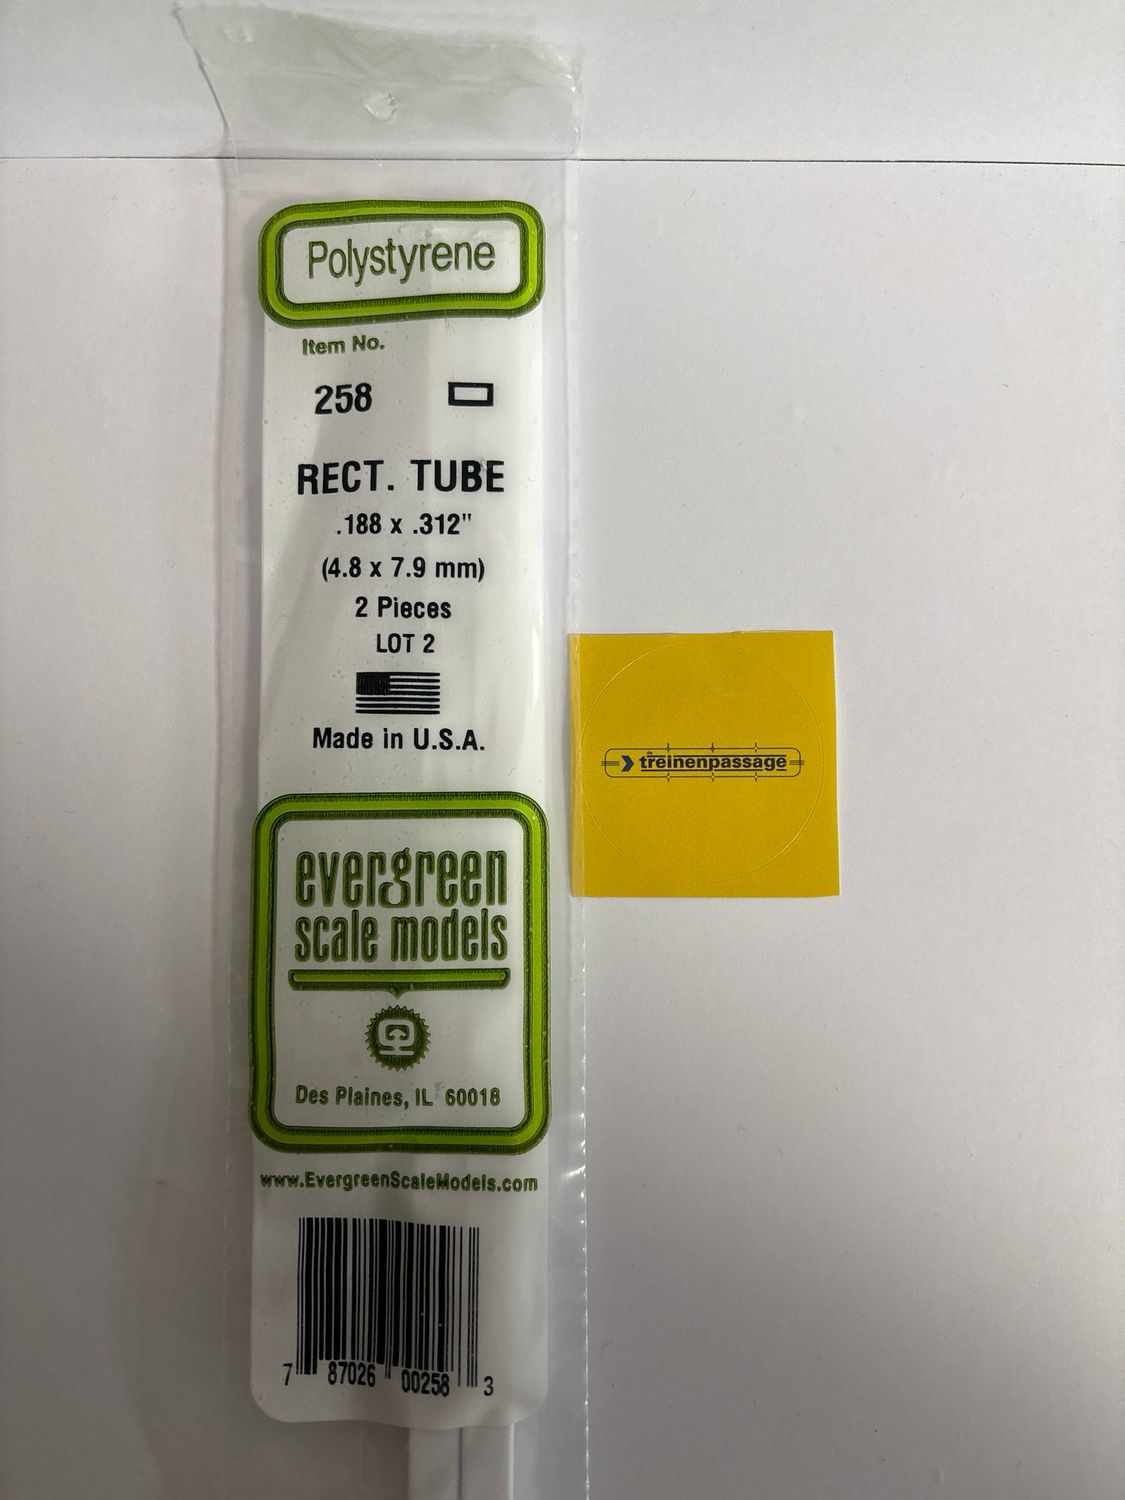 Polystyrene
Item No.
258
RECT. TUBE
.188 x .312"
(4.8 x 7.9 mm)
2 Pieces
LOT 2
Made in U.S.A.
de
treinenpassage
evergreen
scale models
Des Plaines, IL 60018
www.EvergreenScaleModels.com
7 87026 00258 3